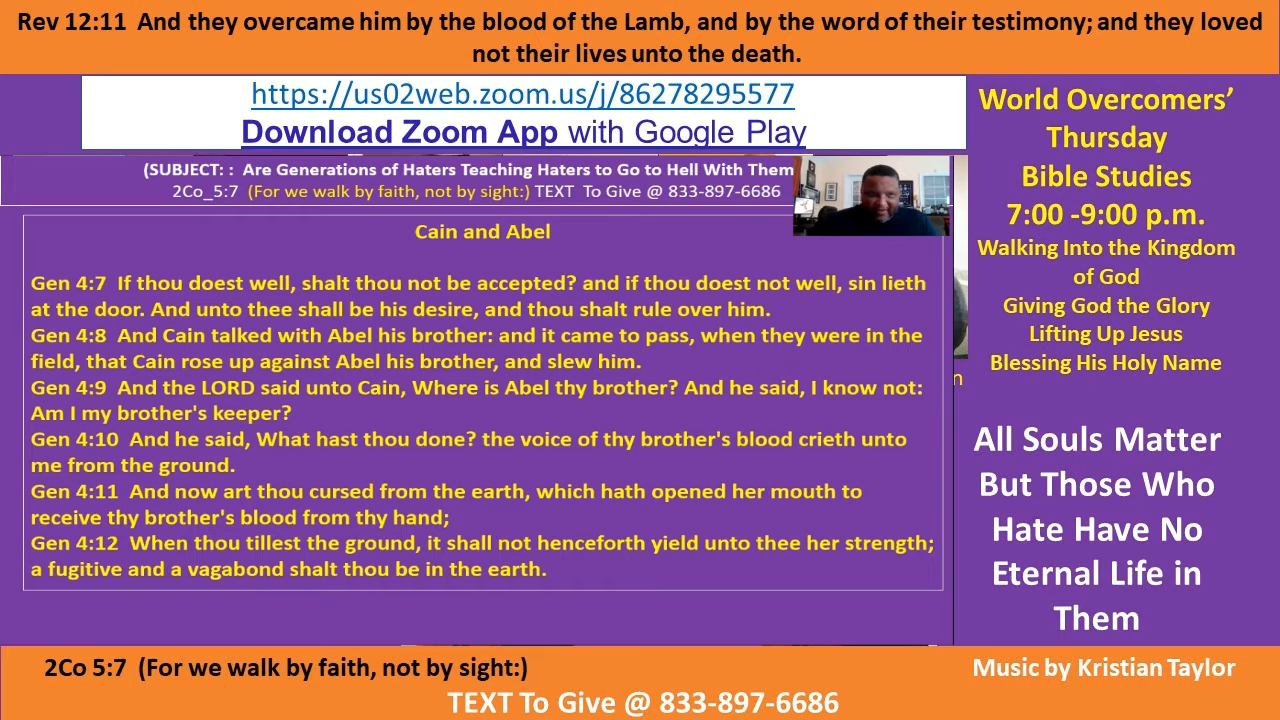 Rev 12:11 And they overcame him by the blood of the Lamb, and by the word of their testimony; and they loved
not their lives unto the death.
https://us02web.zoom.us/j/86278295577
Download Zoom App with Google Play
(SUBJECT: : Are Generations of Haters Teaching Haters to Go to Hell With Them
2Co_5:7 (For we walk by faith, not by sight:) TEXT To Give @ 833-897-6686
Cain and Abel
Gen 4:7 If thou doest well, shalt thou not be accepted? and if thou doest not well, sin lieth
at the door. And unto thee shall be his desire, and thou shalt rule over him.
Gen 4:8 And Cain talked with Abel his brother: and it came to pass, when they were in the
field, that Cain rose up against Abel his brother, and slew him.
Gen 4:9 And the LORD said unto Cain, Where is Abel thy brother? And he said, I know not:
Am I my brother's keeper?
Gen 4:10 And he said, What hast thou done? the voice of thy brother's blood crieth unto
me from the ground.
Gen 4:11 And now art thou cursed from the earth, which hath opened her mouth to
receive thy brother's blood from thy hand;
Gen 4:12 When thou tillest the ground, it shall not henceforth yield unto thee her strength;
a fugitive and a vagabond shalt thou be in the earth.
World Overcomers'
Thursday
Bible Studies
7:00 -9:00 p.m.
Walking Into the Kingdom
of God
Giving God the Glory
Lifting Up Jesus
Blessing His Holy Name
n
All Souls Matter
But Those Who
Hate Have No
Eternal Life in
Them
2Co 5:7 (For we walk by faith, not by sight:)
Music by Kristian Taylor
TEXT To Give @ 833-897-6686